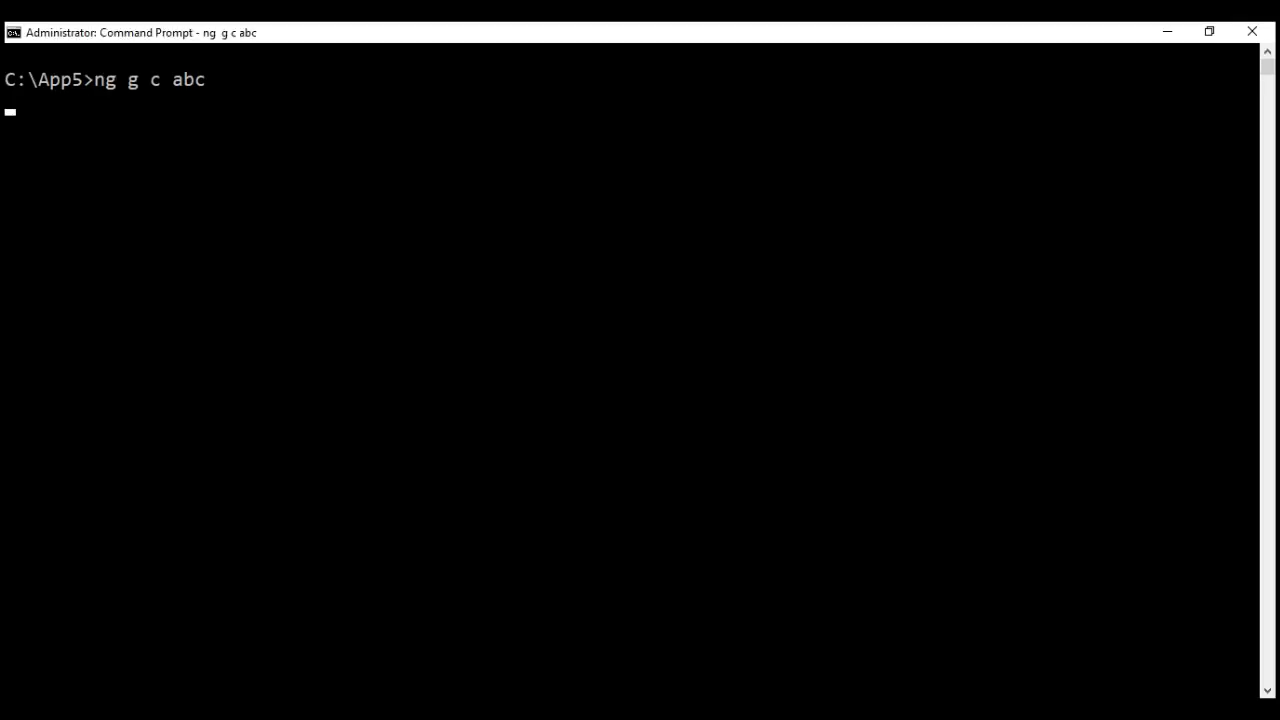 Administrator: Command Prompt - ng  g c abc
C:\App5>ng g c abc